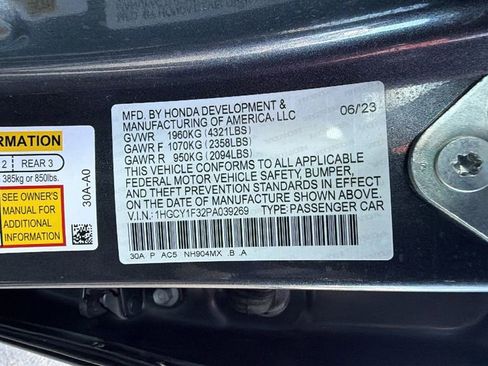 MFD. BY HONDA DEVELOPMENT &
MANUFACTURING OF AMERICA, LLC 06/23
GVWR 1960KG (4321LBS)
GAWR F 1070KG (2358LBS)
GAWR R 950KG (2094LBS)
THIS VEHICLE CONFORMS TO ALL APPLICABLE
FEDERAL MOTOR VEHICLE SAFETY, BUMPER,
AND THEFT PREVENTION STANDARDS IN EFFECT
ON THE DATE OF MANUFACTURE SHOWN ABOVE.
V.I.N.: 1HGCY1F32PA039269 TYPE: PASSENGER CAR
30A P AC5 NH904MX .B .A
ORMATION
2 REAR 3
385kg or 850lbs.
SEE OWNER'S
MANUAL FOR
ADDITIONAL
INFORMATION
30A-A0